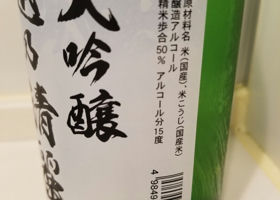 原材料名 米(国産)、米こうじ(国産米)
醸造アルコール
精米歩合50% アルコール分15度
大吟醸
49849